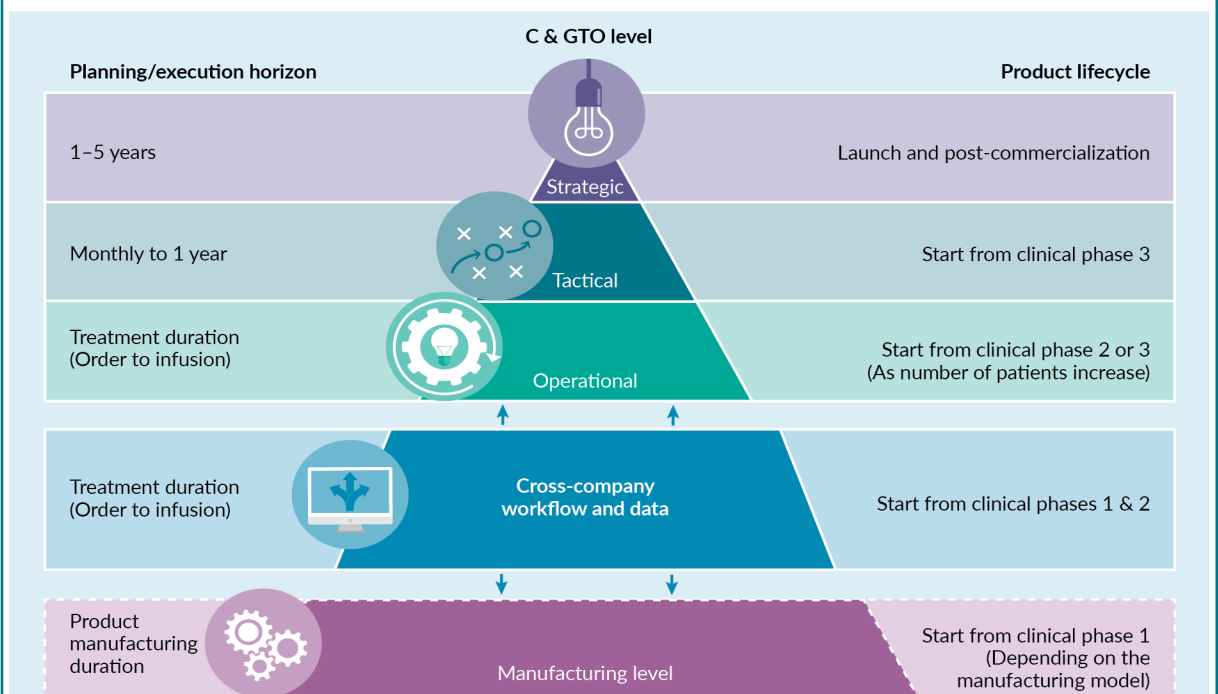 C & GTO level
Planning/execution horizon
Product lifecycle
1–5 years
Strategic
Launch and post-commercialization
Monthly to 1 year
Tactical
Start from clinical phase 3
Treatment duration
(Order to infusion)
Operational
Start from clinical phase 2 or 3
(As number of patients increase)
Treatment duration
(Order to infusion)
Cross-company
workflow and data
Start from clinical phases 1 & 2
Product
manufacturing
duration
Manufacturing level
Start from clinical phase 1
(Depending on the
manufacturing model)